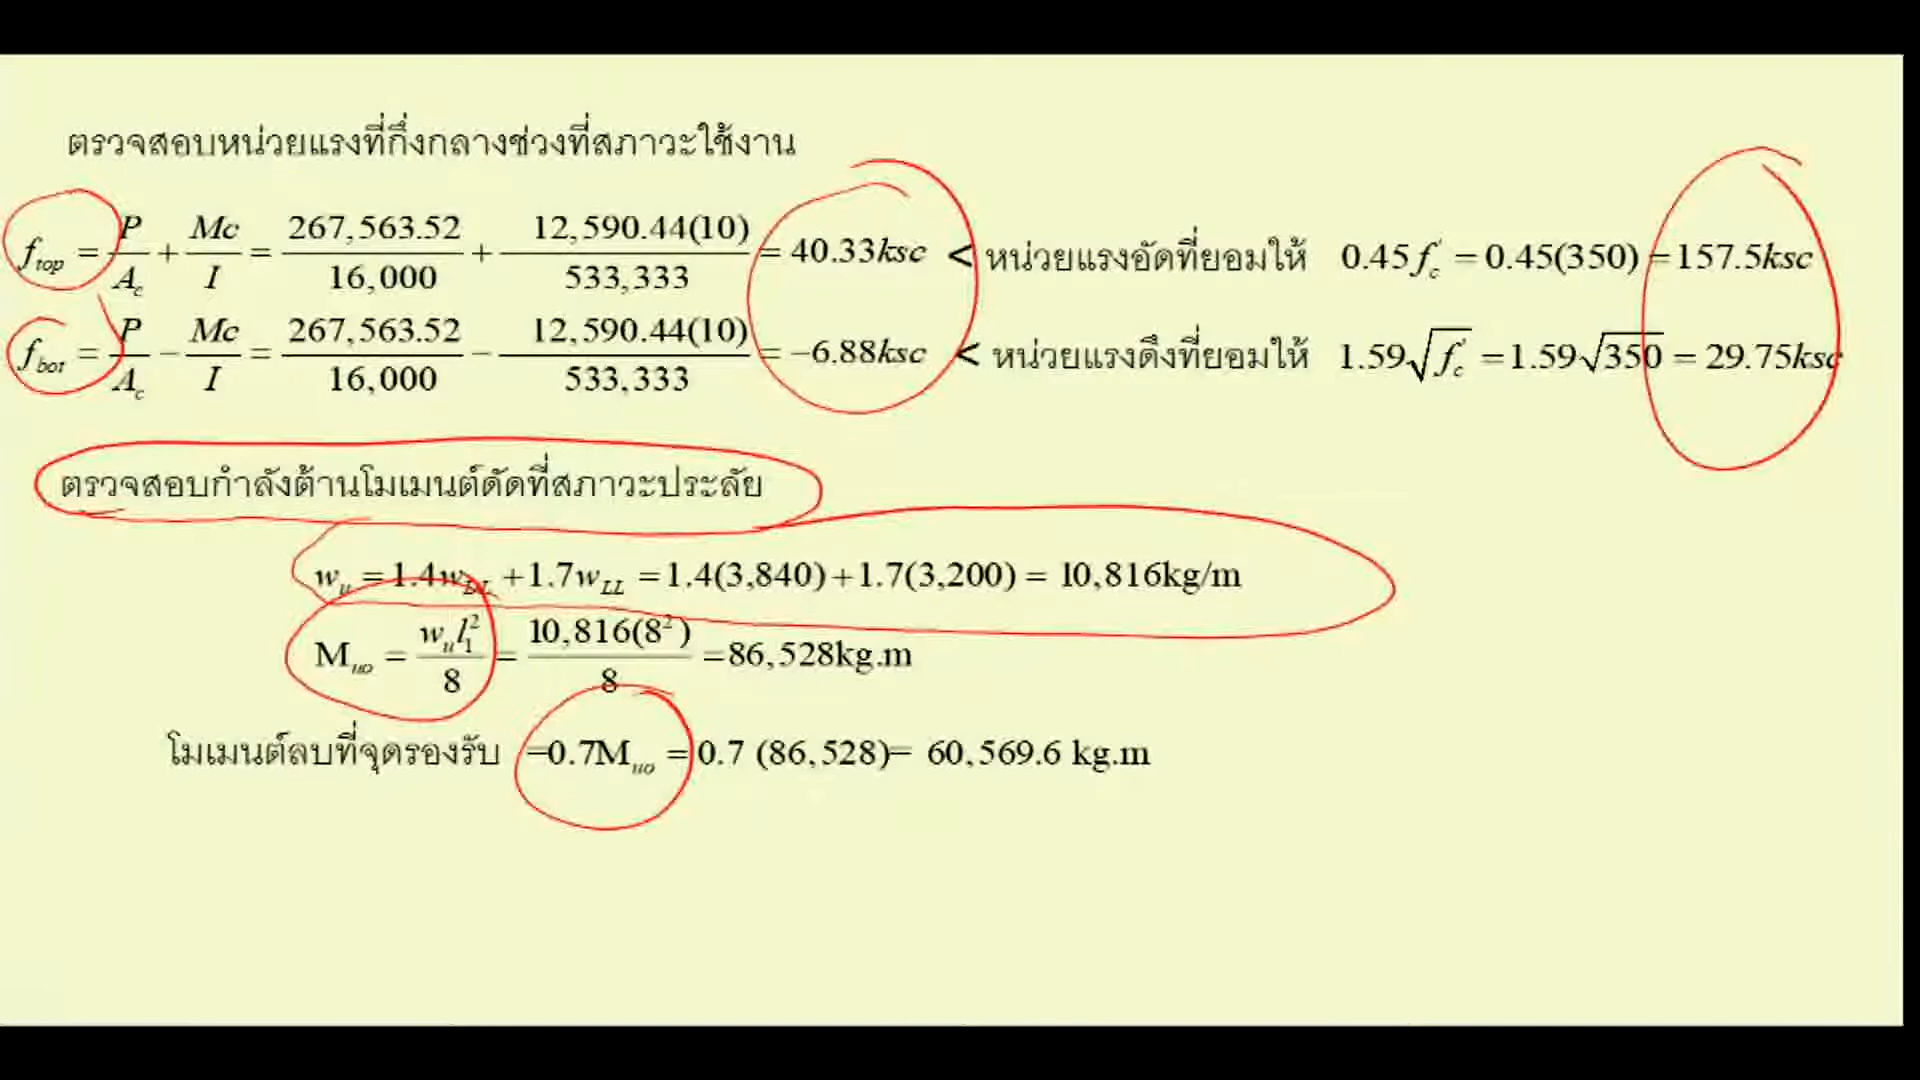 ตรวจสอบหน่วยแรงที่กึ่งกลางช่วงที่สภาวะใช้งาน
f_top = P/A_c + Mc/I = 267,563.52/16,000 + 12,590.44(10)/533,333 = 40.33ksc < หน่วยแรงอัดที่ยอมให้ 0.45f'_c = 0.45(350) = 157.5ksc
f_bot = P/A_c − Mc/I = 267,563.52/16,000 − 12,590.44(10)/533,333 = −6.88ksc < หน่วยแรงดึงที่ยอมให้ 1.59√f'_c = 1.59√350 = 29.75ksc
ตรวจสอบกำลังต้านโมเมนต์ดัดที่สภาวะประลัย
w_u = 1.4w_DL + 1.7w_LL = 1.4(3,840) + 1.7(3,200) = 10,816kg/m
M_uo = w_u l_1²/8 = 10,816(8²)/8 = 86,528kg.m
โมเมนต์ลบที่จุดรองรับ =0.7M_uo = 0.7 (86,528)= 60,569.6 kg.m